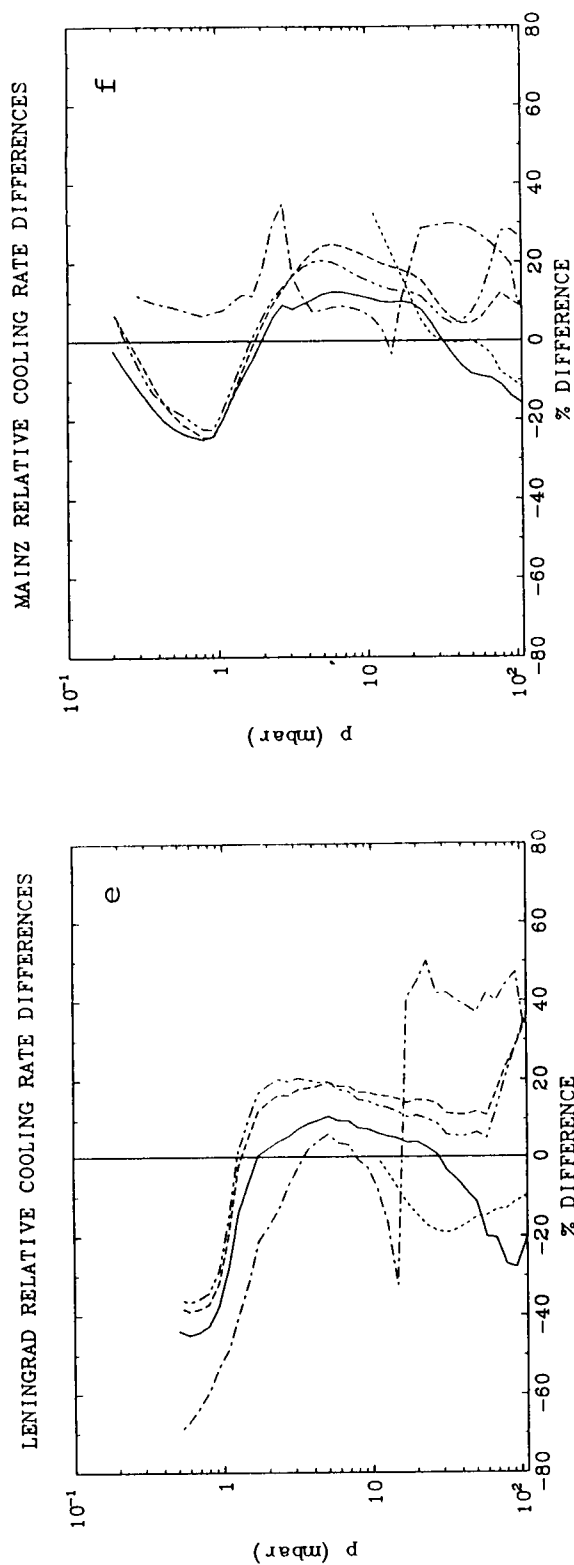 LENINGRAD RELATIVE COOLING RATE DIFFERENCES
e
10⁻¹
1
10
10²
p (mbar)
-80 -60 -40 -20 0 20 40 60 80
% DIFFERENCE
MAINZ RELATIVE COOLING RATE DIFFERENCES
f
10⁻¹
1
10
10²
p (mbar)
-80 -60 -40 -20 0 20 40 60 80
% DIFFERENCE